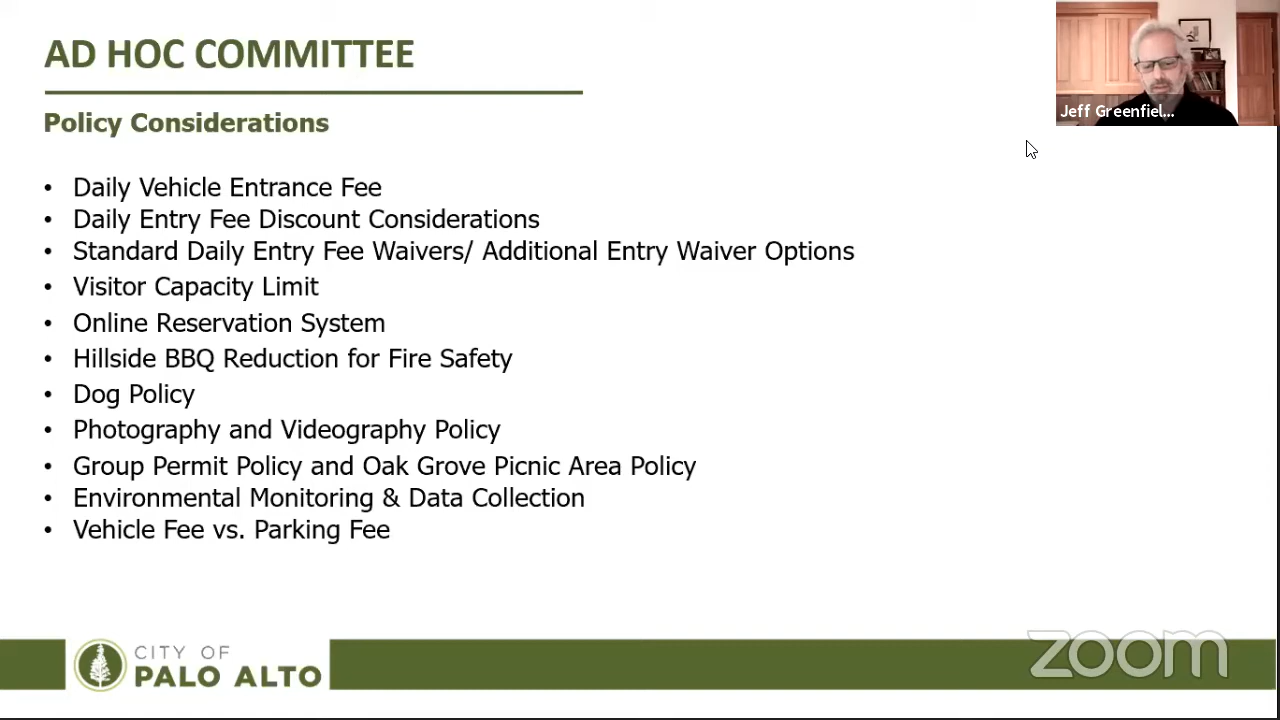 AD HOC COMMITTEE
Policy Considerations
• Daily Vehicle Entrance Fee
• Daily Entry Fee Discount Considerations
• Standard Daily Entry Fee Waivers/ Additional Entry Waiver Options
• Visitor Capacity Limit
• Online Reservation System
• Hillside BBQ Reduction for Fire Safety
• Dog Policy
• Photography and Videography Policy
• Group Permit Policy and Oak Grove Picnic Area Policy
• Environmental Monitoring & Data Collection
• Vehicle Fee vs. Parking Fee
Jeff Greenfiel...
CITY OF
PALO ALTO
zoom